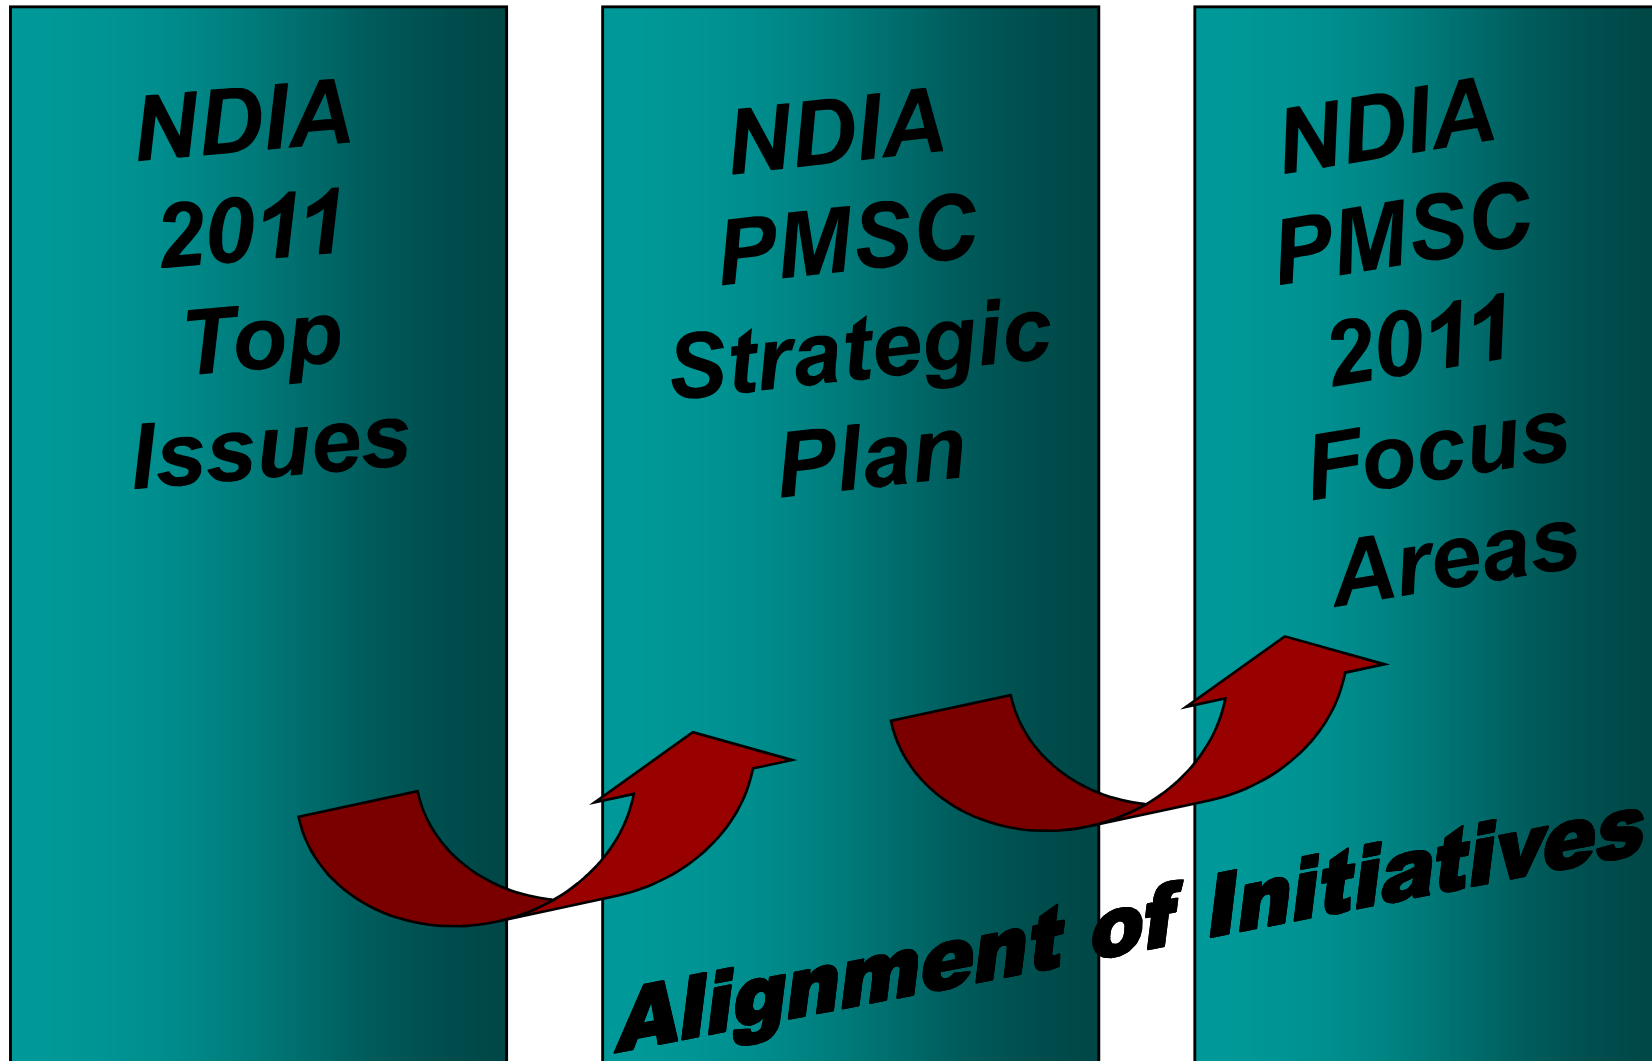 NDIA
2011
Top
Issues
NDIA
PMSC
Strategic
Plan
NDIA
PMSC
2011
Focus
Areas
Alignment of Initiatives